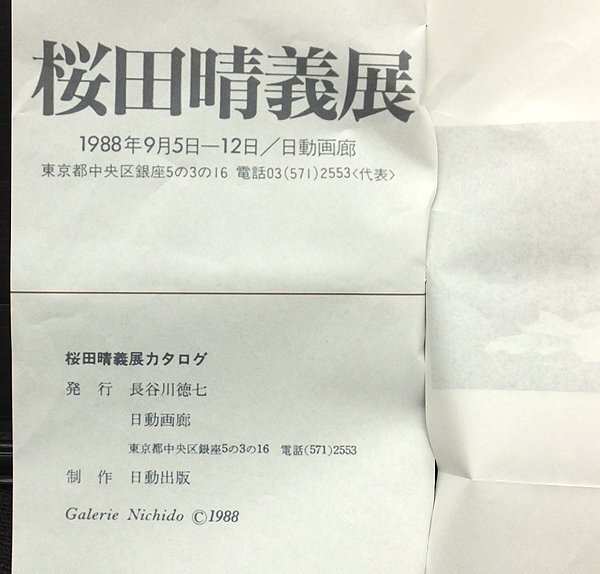 桜田晴義展
1988年9月5日—12日／日動画廊
東京都中央区銀座5の3の16 電話03(571)2553<代表>
桜田晴義展カタログ
発　行　長谷川徳七
日動画廊
東京都中央区銀座5の3の16　電話(571)2553
制　作　日動出版
Galerie Nichido ©1988